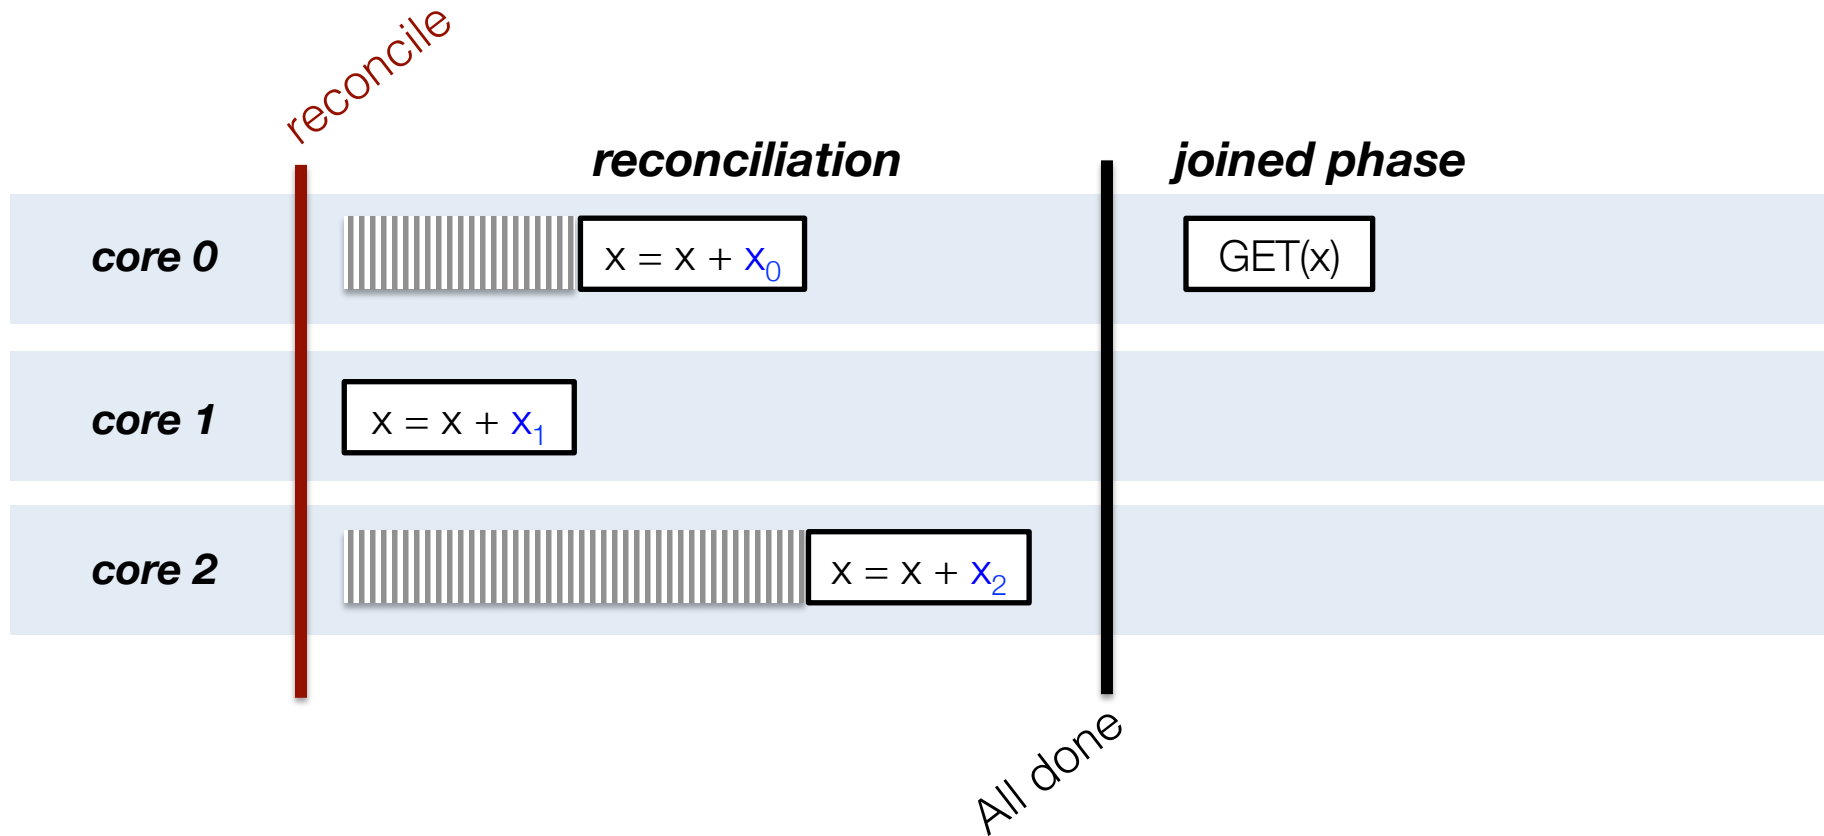 reconcile
reconciliation
joined phase
core 0
x = x + x₀
GET(x)
core 1
x = x + x₁
core 2
x = x + x₂
All done